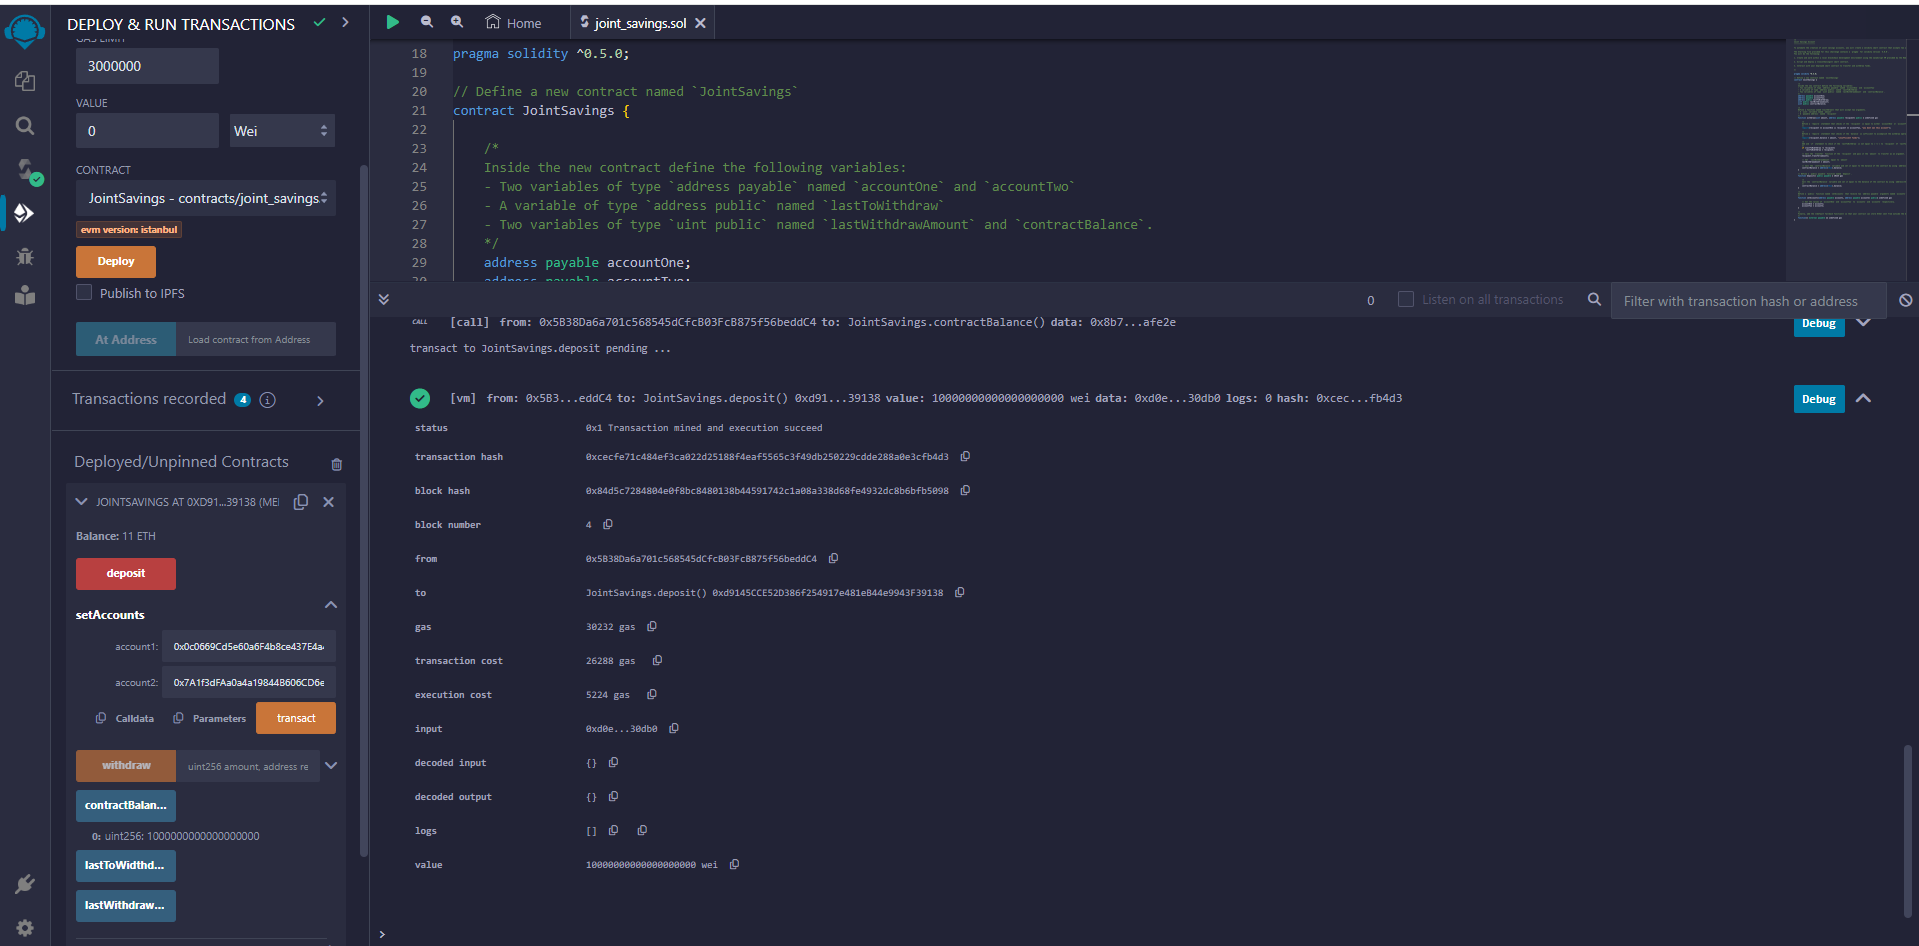 DEPLOY & RUN TRANSACTIONS
GAS LIMIT
3000000
VALUE
0
Wei
CONTRACT
JointSavings - contracts/joint_savings.
evm version: istanbul
Deploy
Publish to IPFS
At Address
Load contract from Address
Transactions recorded 4
Deployed/Unpinned Contracts
JOINTSAVINGS AT 0XD91...39138 (ME
Balance: 11 ETH
deposit
setAccounts
account1: 0x0c0669Cd5e60a6F4b8ce437E4a
account2: 0x7A1f3dFAa0a4a19844B606CD6e
Calldata
Parameters
transact
withdraw
uint256 amount, address re
contractBalan...
0: uint256: 1000000000000000000
lastToWidthd...
lastWithdraw...
Home
joint_savings.sol
18 pragma solidity ^0.5.0;
19
20 // Define a new contract named `JointSavings`
21 contract JointSavings {
22
23 /*
24 Inside the new contract define the following variables:
25 - Two variables of type `address payable` named `accountOne` and `accountTwo`
26 - A variable of type `address public` named `lastToWithdraw`
27 - Two variables of type `uint public` named `lastWithdrawAmount` and `contractBalance`.
28 */
29 address payable accountOne;
30 address payable accountTwo;
0
Listen on all transactions
Filter with transaction hash or address
CALL [call] from: 0x5B38Da6a701c568545dCfcB03FcB875f56beddC4 to: JointSavings.contractBalance() data: 0x8b7...afe2e
Debug
transact to JointSavings.deposit pending ...
[vm] from: 0x5B3...eddC4 to: JointSavings.deposit() 0xd91...39138 value: 10000000000000000000 wei data: 0xd0e...30db0 logs: 0 hash: 0xcec...fb4d3
Debug
status 0x1 Transaction mined and execution succeed
transaction hash 0xcecfe71c484ef3ca022d25188f4eaf5565c3f49db250229cdde288a0e3cfb4d3
block hash 0x84d5c7284804e0f8bc8480138b44591742c1a08a338d68fe4932dc8b6bfb5098
block number 4
from 0x5B38Da6a701c568545dCfcB03FcB875f56beddC4
to JointSavings.deposit() 0xd9145CCE52D386f254917e481eB44e9943F39138
gas 30232 gas
transaction cost 26288 gas
execution cost 5224 gas
input 0xd0e...30db0
decoded input {}
decoded output {}
logs []
value 10000000000000000000 wei
>